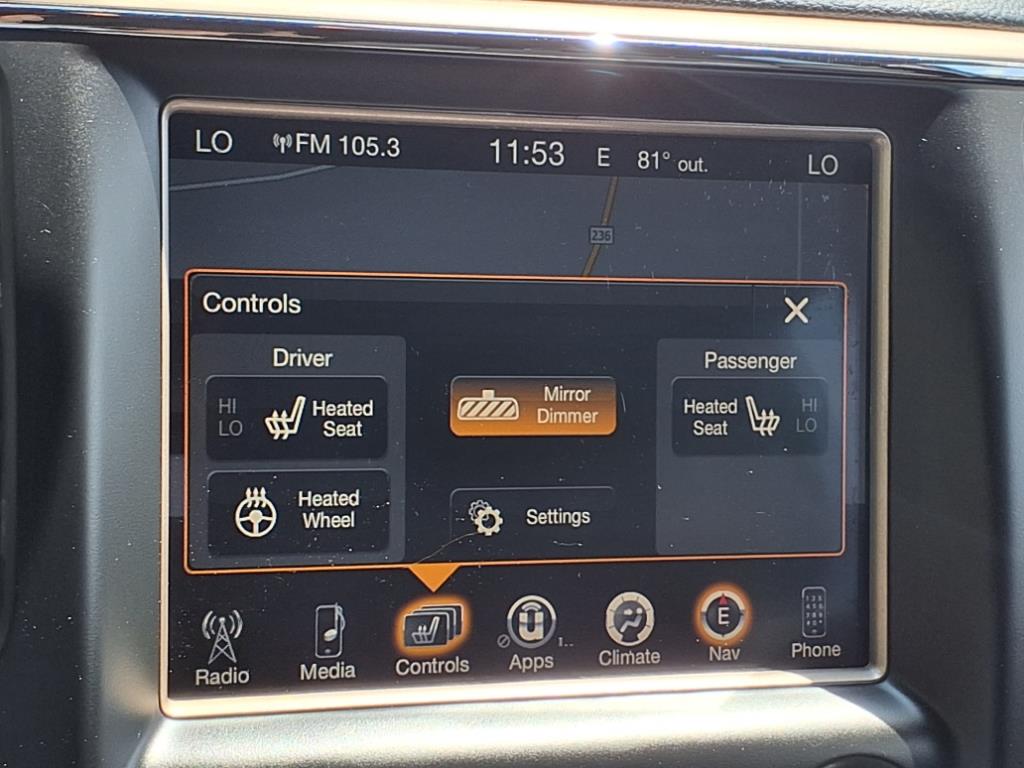 LO FM 105.3 11:53 E 81° out. LO
236
Controls
Driver
Passenger
HI
LO
Heated
Seat
Mirror
Dimmer
Heated
Seat
HI
LO
Heated
Wheel
Settings
E
Radio
Media
Controls
Apps
Climate
Nav
Phone